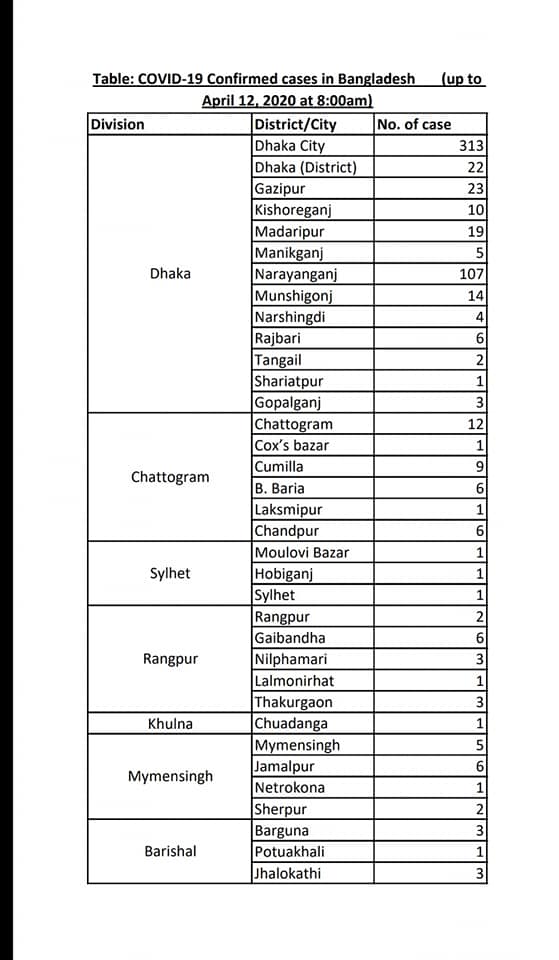 Table: COVID-19 Confirmed cases in Bangladesh (up to
April 12, 2020 at 8:00am)
Division District/City No. of case
Dhaka
Dhaka City 313
Dhaka (District) 22
Gazipur 23
Kishoreganj 10
Madaripur 19
Manikganj 5
Narayanganj 107
Munshigonj 14
Narshingdi 4
Rajbari 6
Tangail 2
Shariatpur 1
Gopalganj 3
Chattogram
Chattogram 12
Cox's bazar 1
Cumilla 9
B. Baria 6
Laksmipur 1
Chandpur 6
Sylhet
Moulovi Bazar 1
Hobiganj 1
Sylhet 1
Rangpur
Rangpur 2
Gaibandha 6
Nilphamari 3
Lalmonirhat 1
Thakurgaon 3
Khulna
Chuadanga 1
Mymensingh
Mymensingh 5
Jamalpur 6
Netrokona 1
Sherpur 2
Barishal
Barguna 3
Potuakhali 1
Jhalokathi 3